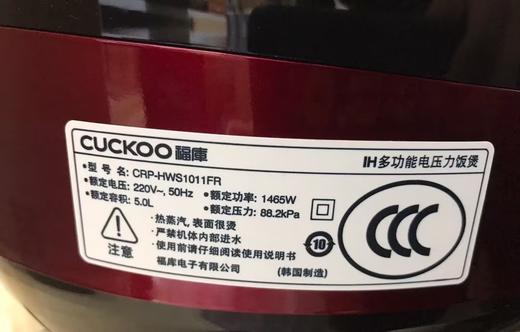 CUCKOO 福库
IH多功能电压力饭煲
•型 号: CRP-HWS1011FR
•额定电压: 220V~, 50Hz •额定功率: 1465W
•额定容积: 5.0L •额定压力: 88.2kPa
•热蒸汽, 表面很烫
•严禁机体内部进水
•使用前请仔细阅读使用说明书
注意
福库电子有限公司 (韩国制造)
10
CCC